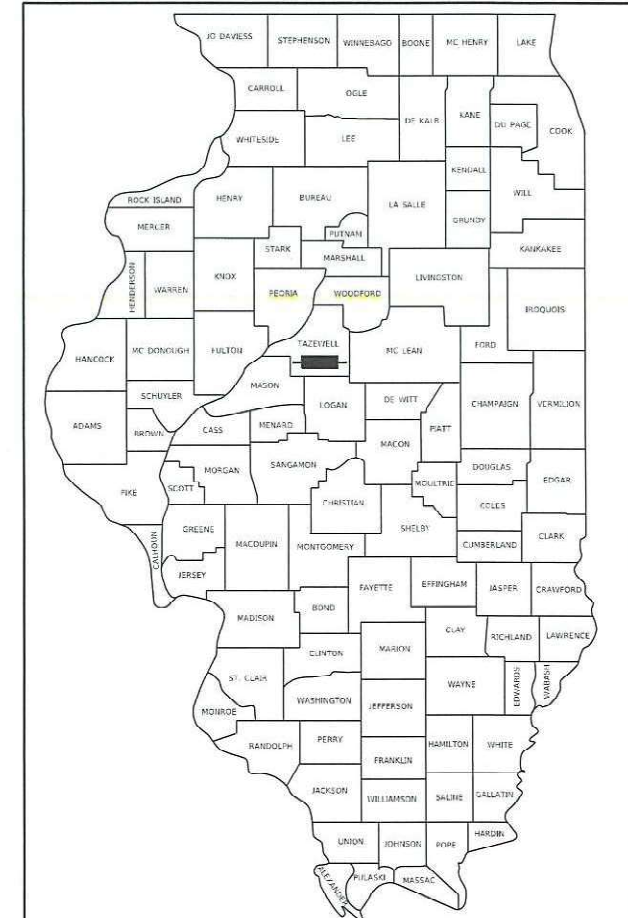 JO DAVIESS
STEPHENSON
WINNEBAGO
BOONE
MC HENRY
LAKE
CARROLL
OGLE
DE KALB
KANE
DU PAGE
COOK
WHITESIDE
LEE
KENDALL
WILL
ROCK ISLAND
HENRY
BUREAU
LA SALLE
GRUNDY
MERCER
PUTNAM
KANKAKEE
STARK
MARSHALL
HENDERSON
WARREN
KNOX
PEORIA
WOODFORD
LIVINGSTON
IROQUOIS
HANCOCK
MC DONOUGH
FULTON
TAZEWELL
MC LEAN
FORD
MASON
SCHUYLER
LOGAN
DE WITT
CHAMPAIGN
VERMILION
ADAMS
BROWN
CASS
MENARD
MACON
PIATT
PIKE
SCOTT
MORGAN
SANGAMON
CHRISTIAN
MOULTRIE
DOUGLAS
EDGAR
COLES
CALHOUN
GREENE
MACOUPIN
MONTGOMERY
SHELBY
CUMBERLAND
CLARK
JERSEY
FAYETTE
EFFINGHAM
JASPER
CRAWFORD
MADISON
BOND
CLAY
RICHLAND
LAWRENCE
CLINTON
MARION
ST. CLAIR
WAYNE
EDWARDS
WABASH
MONROE
WASHINGTON
JEFFERSON
RANDOLPH
PERRY
HAMILTON
WHITE
FRANKLIN
JACKSON
WILLIAMSON
SALINE
GALLATIN
UNION
JOHNSON
POPE
HARDIN
ALEXANDER
PULASKI
MASSAC